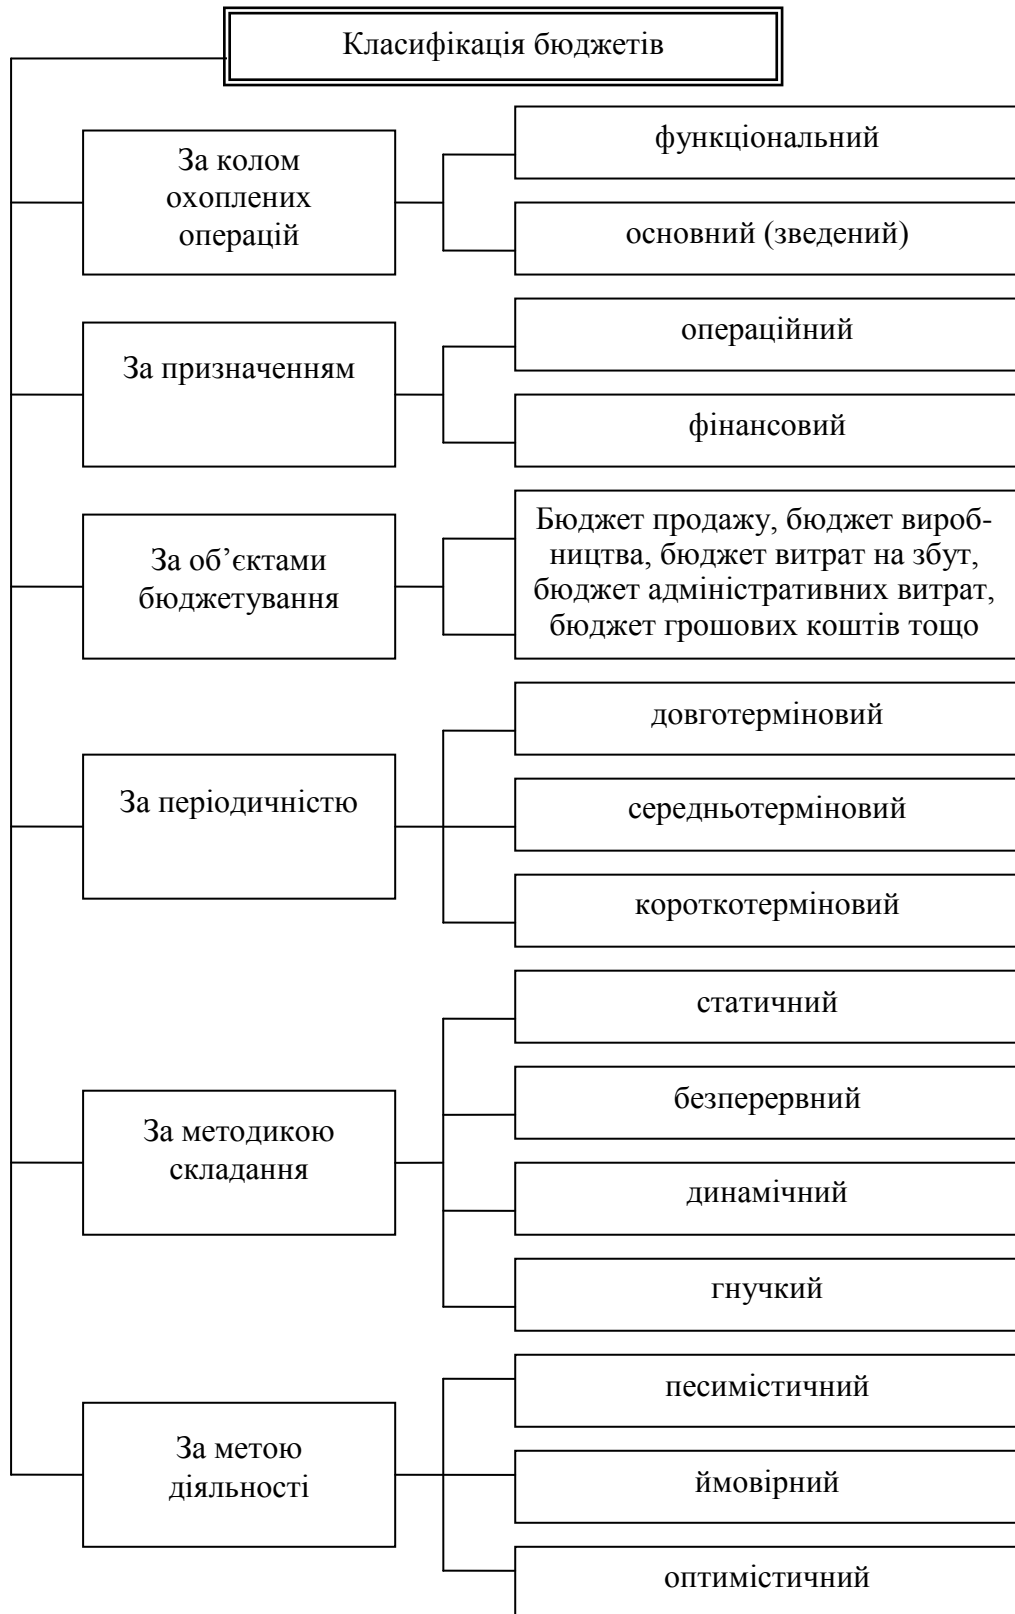 Класифікація бюджетів
За колом
охоплених
операцій
функціональний
основний (зведений)
За призначенням
операційний
фінансовий
За об’єктами
бюджетування
Бюджет продажу, бюджет вироб-
ництва, бюджет витрат на збут,
бюджет адміністративних витрат,
бюджет грошових коштів тощо
За періодичністю
довготерміновий
середньотерміновий
короткотерміновий
За методикою
складання
статичний
безперервний
динамічний
гнучкий
За метою
діяльності
песимістичний
ймовірний
оптимістичний